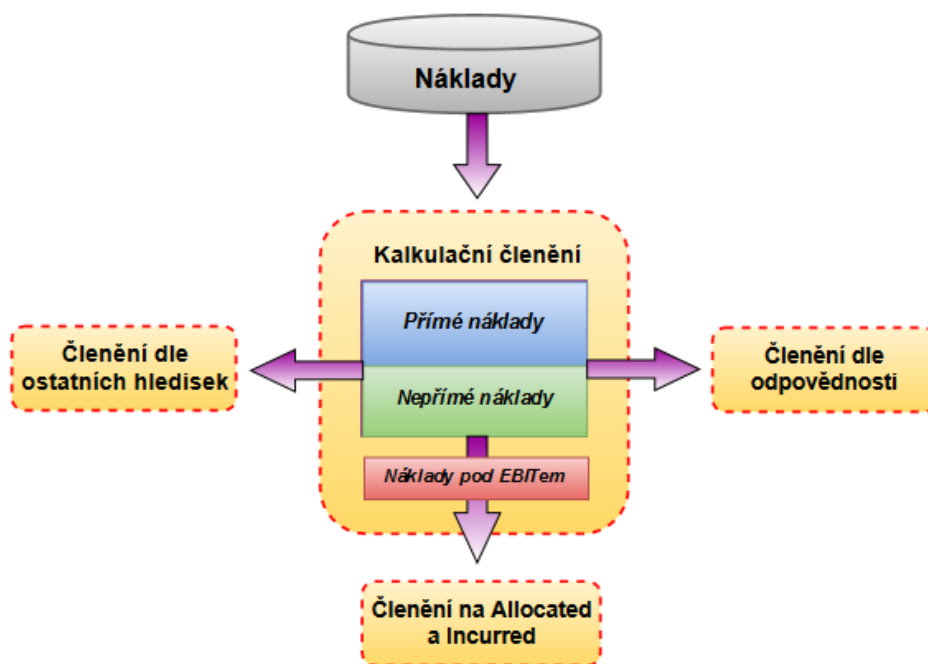 Náklady
Kalkulační členění
Přímé náklady
Nepřímé náklady
Náklady pod EBITem
Členění dle
ostatních hledisek
Členění dle
odpovědnosti
Členění na Allocated
a Incurred